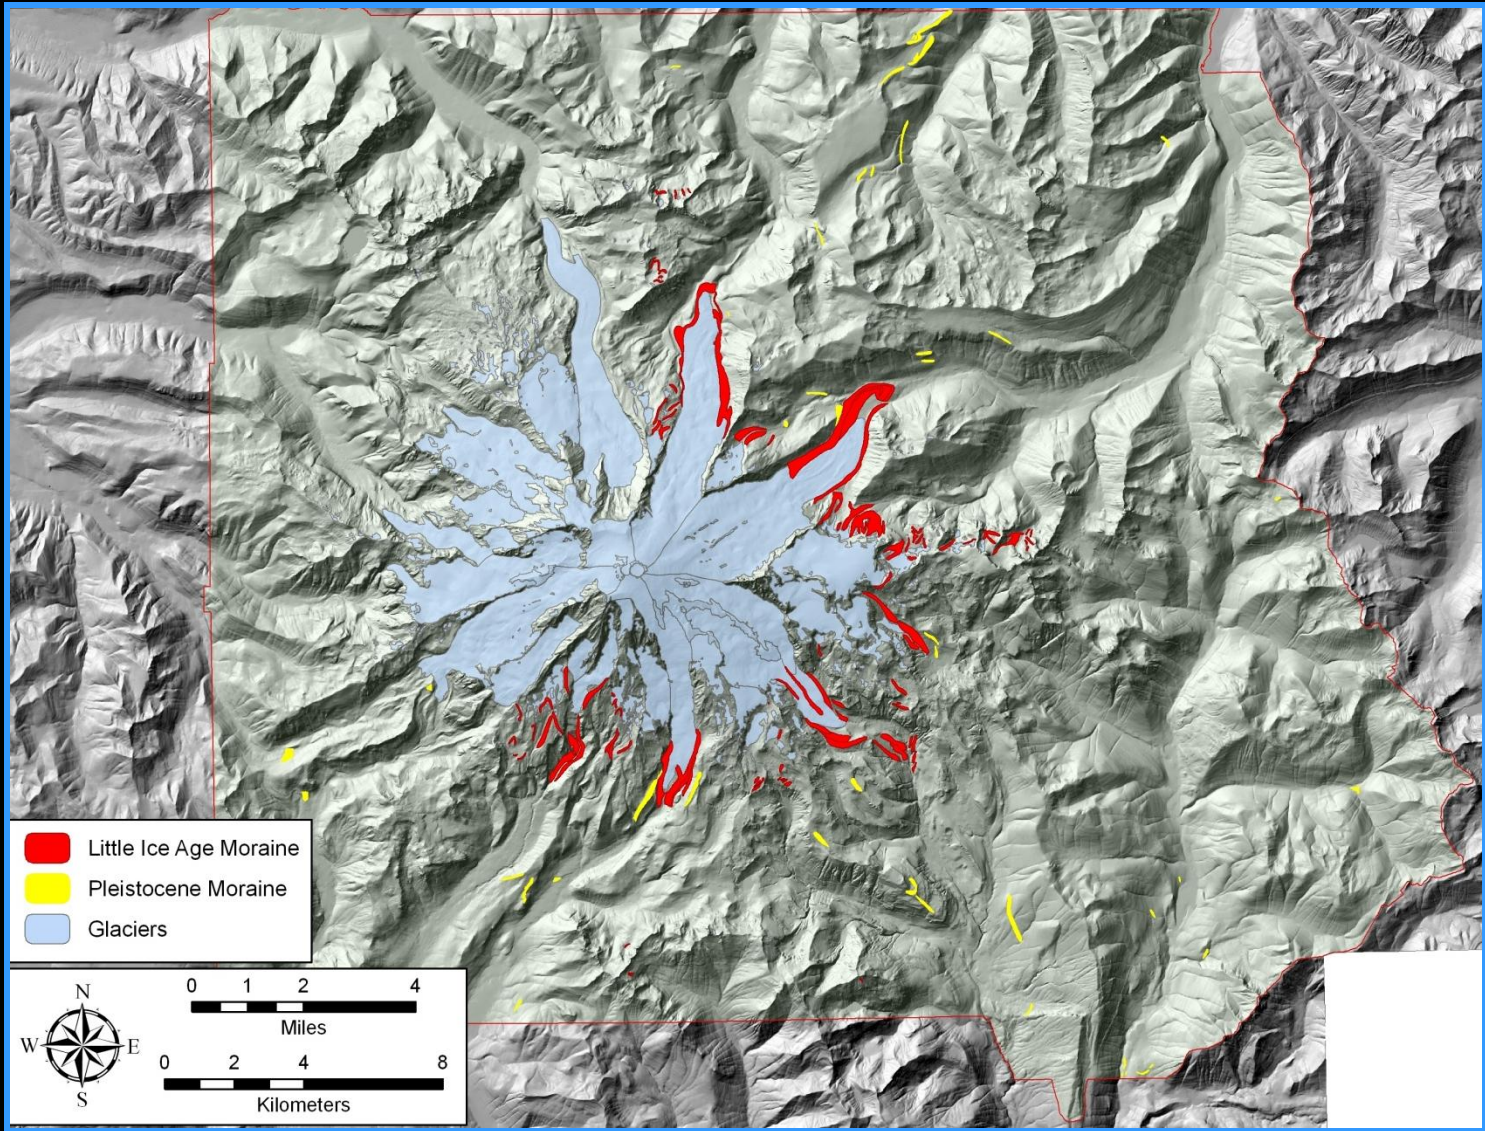 Little Ice Age Moraine
Pleistocene Moraine
Glaciers
N
W E
S
0 1 2 4
Miles
0 2 4 8
Kilometers